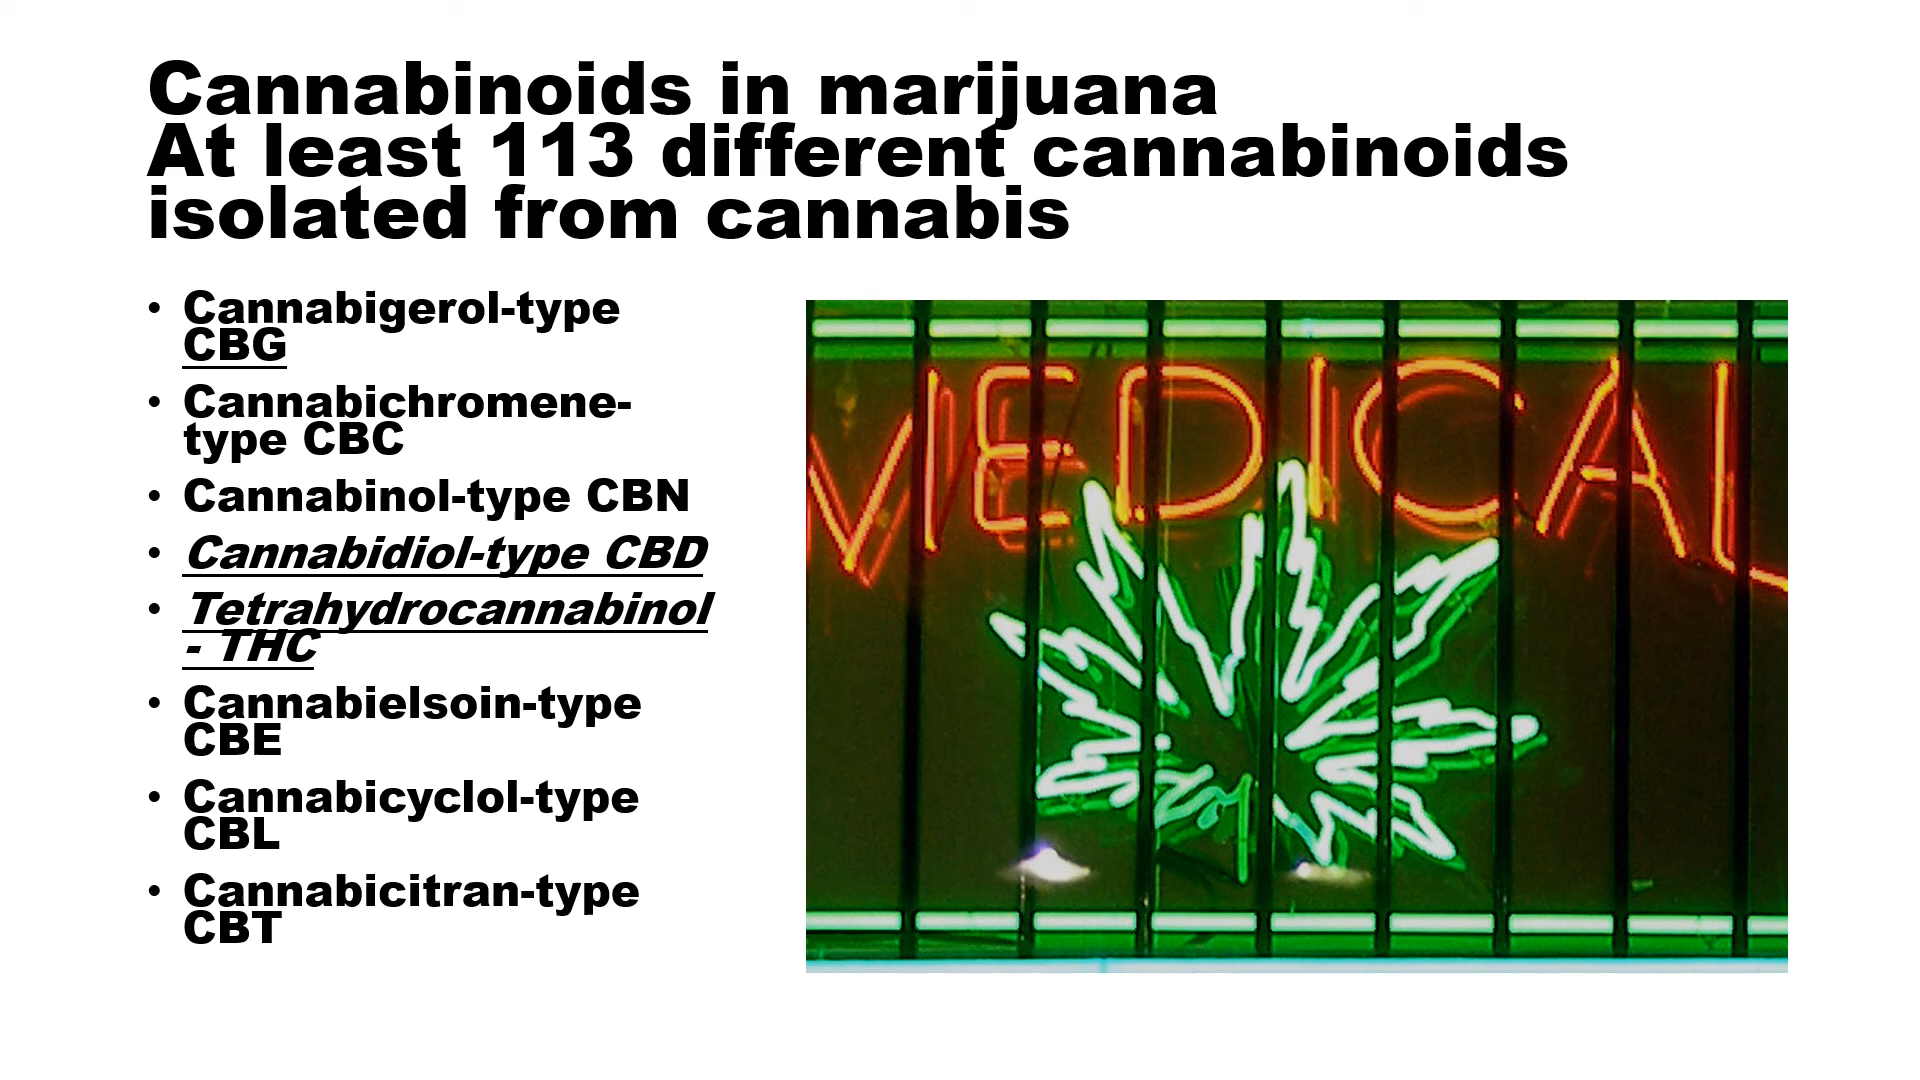 Cannabinoids in marijuana
At least 113 different cannabinoids
isolated from cannabis
• Cannabigerol-type
CBG
• Cannabichromene-
type CBC
• Cannabinol-type CBN
• Cannabidiol-type CBD
• Tetrahydrocannabinol
- THC
• Cannabielsoin-type
CBE
• Cannabicyclol-type
CBL
• Cannabicitran-type
CBT
MEDICAL